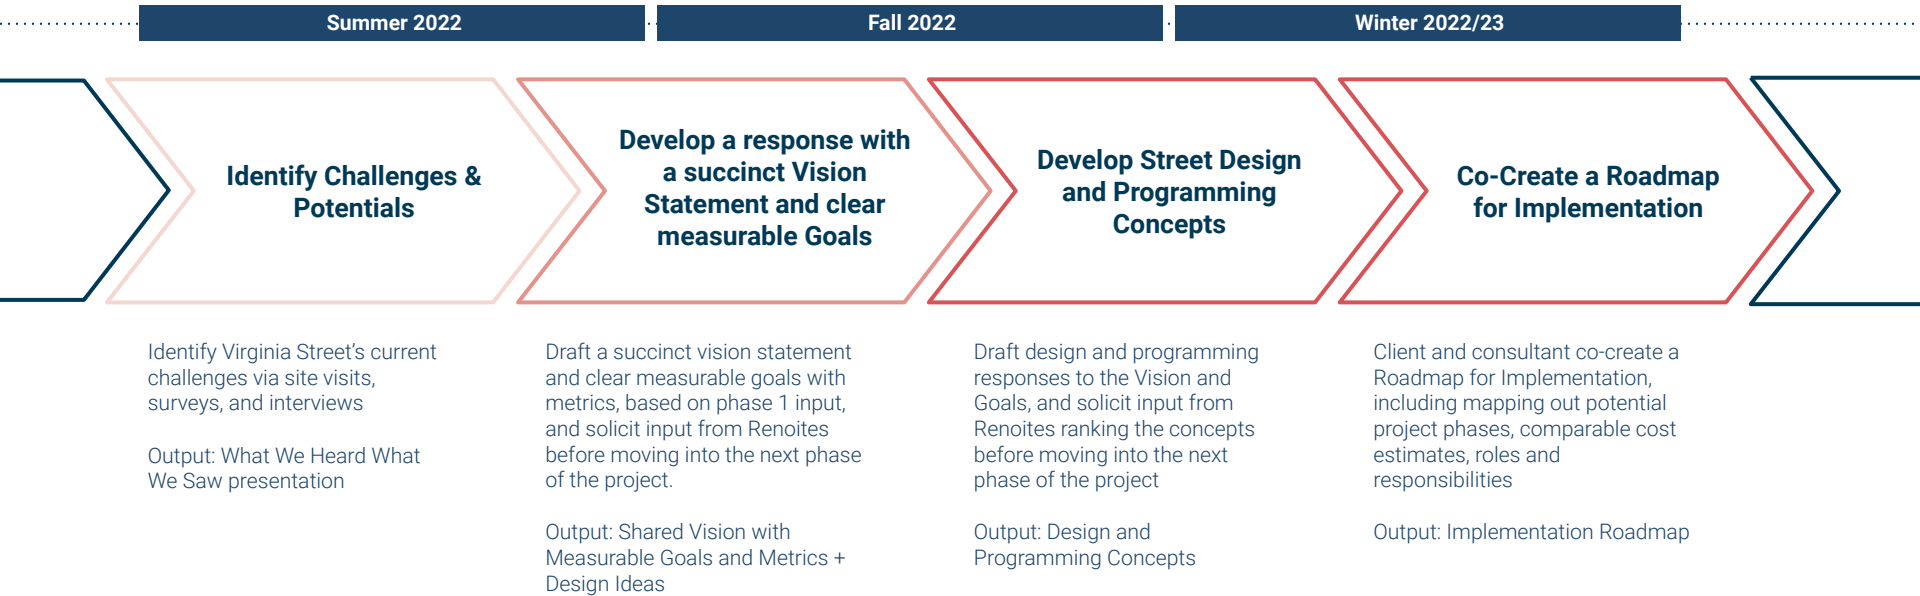 Summer 2022
Fall 2022
Winter 2022/23
Identify Challenges &
Potentials
Develop a response with
a succinct Vision
Statement and clear
measurable Goals
Develop Street Design
and Programming
Concepts
Co-Create a Roadmap
for Implementation
Identify Virginia Street’s current
challenges via site visits,
surveys, and interviews
Output: What We Heard What
We Saw presentation
Draft a succinct vision statement
and clear measurable goals with
metrics, based on phase 1 input,
and solicit input from Renoites
before moving into the next phase
of the project.
Output: Shared Vision with
Measurable Goals and Metrics +
Design Ideas
Draft design and programming
responses to the Vision and
Goals, and solicit input from
Renoites ranking the concepts
before moving into the next
phase of the project
Output: Design and
Programming Concepts
Client and consultant co-create a
Roadmap for Implementation,
including mapping out potential
project phases, comparable cost
estimates, roles and
responsibilities
Output: Implementation Roadmap